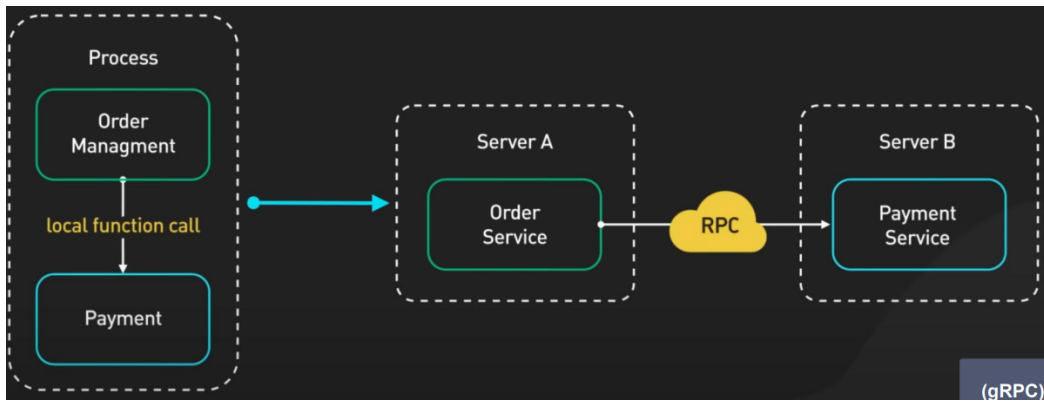 Process
Order
Managment
local function call
Payment
Server A
Order
Service
RPC
Server B
Payment
Service
(gRPC)